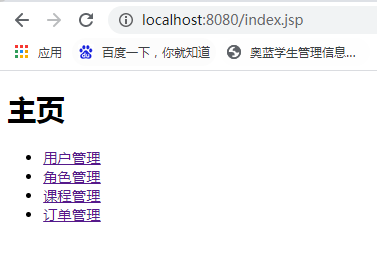 localhost:8080/index.jsp
应用 百度一下，你就知道 奥蓝学生管理信息...
主页
用户管理
角色管理
课程管理
订单管理